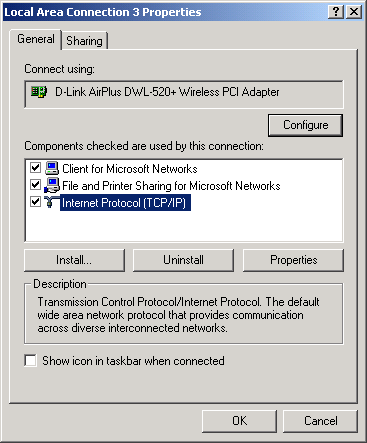 Local Area Connection 3 Properties
General
Sharing
Connect using:
D-Link AirPlus DWL-520+ Wireless PCI Adapter
Configure
Components checked are used by this connection:
Client for Microsoft Networks
File and Printer Sharing for Microsoft Networks
Internet Protocol (TCP/IP)
Install...
Uninstall
Properties
Description
Transmission Control Protocol/Internet Protocol. The default
wide area network protocol that provides communication
across diverse interconnected networks.
Show icon in taskbar when connected
OK
Cancel